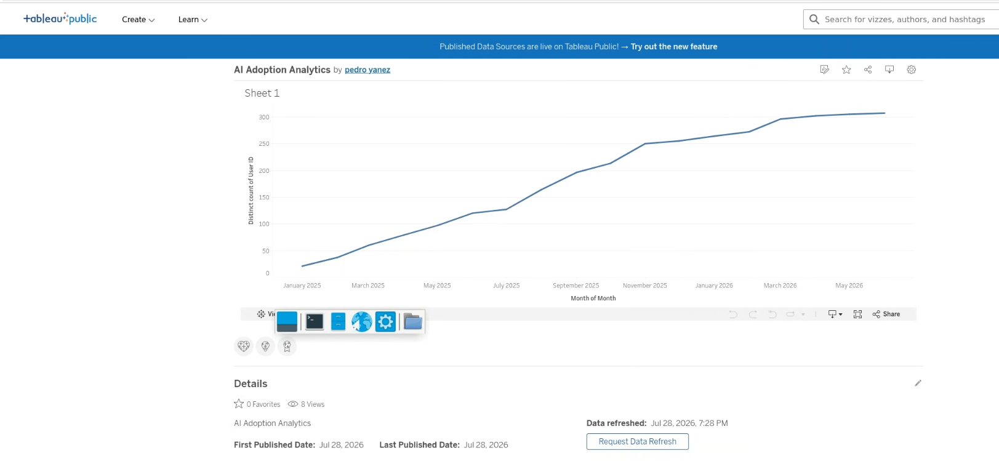 +ableau public
Create
Learn
Search for vizzes, authors, and hashtags
Published Data Sources are live on Tableau Public! → Try out the new feature
AI Adoption Analytics by pedro yanez
Sheet 1
300
250
200
150
100
50
0
Distinct count of User ID
January 2025
March 2025
May 2025
July 2025
September 2025
November 2025
January 2026
March 2026
May 2026
Month of Month
Share
Details
0 Favorites
8 Views
AI Adoption Analytics
Data refreshed: Jul 28, 2026, 7:28 PM
First Published Date: Jul 28, 2026
Last Published Date: Jul 28, 2026
Request Data Refresh